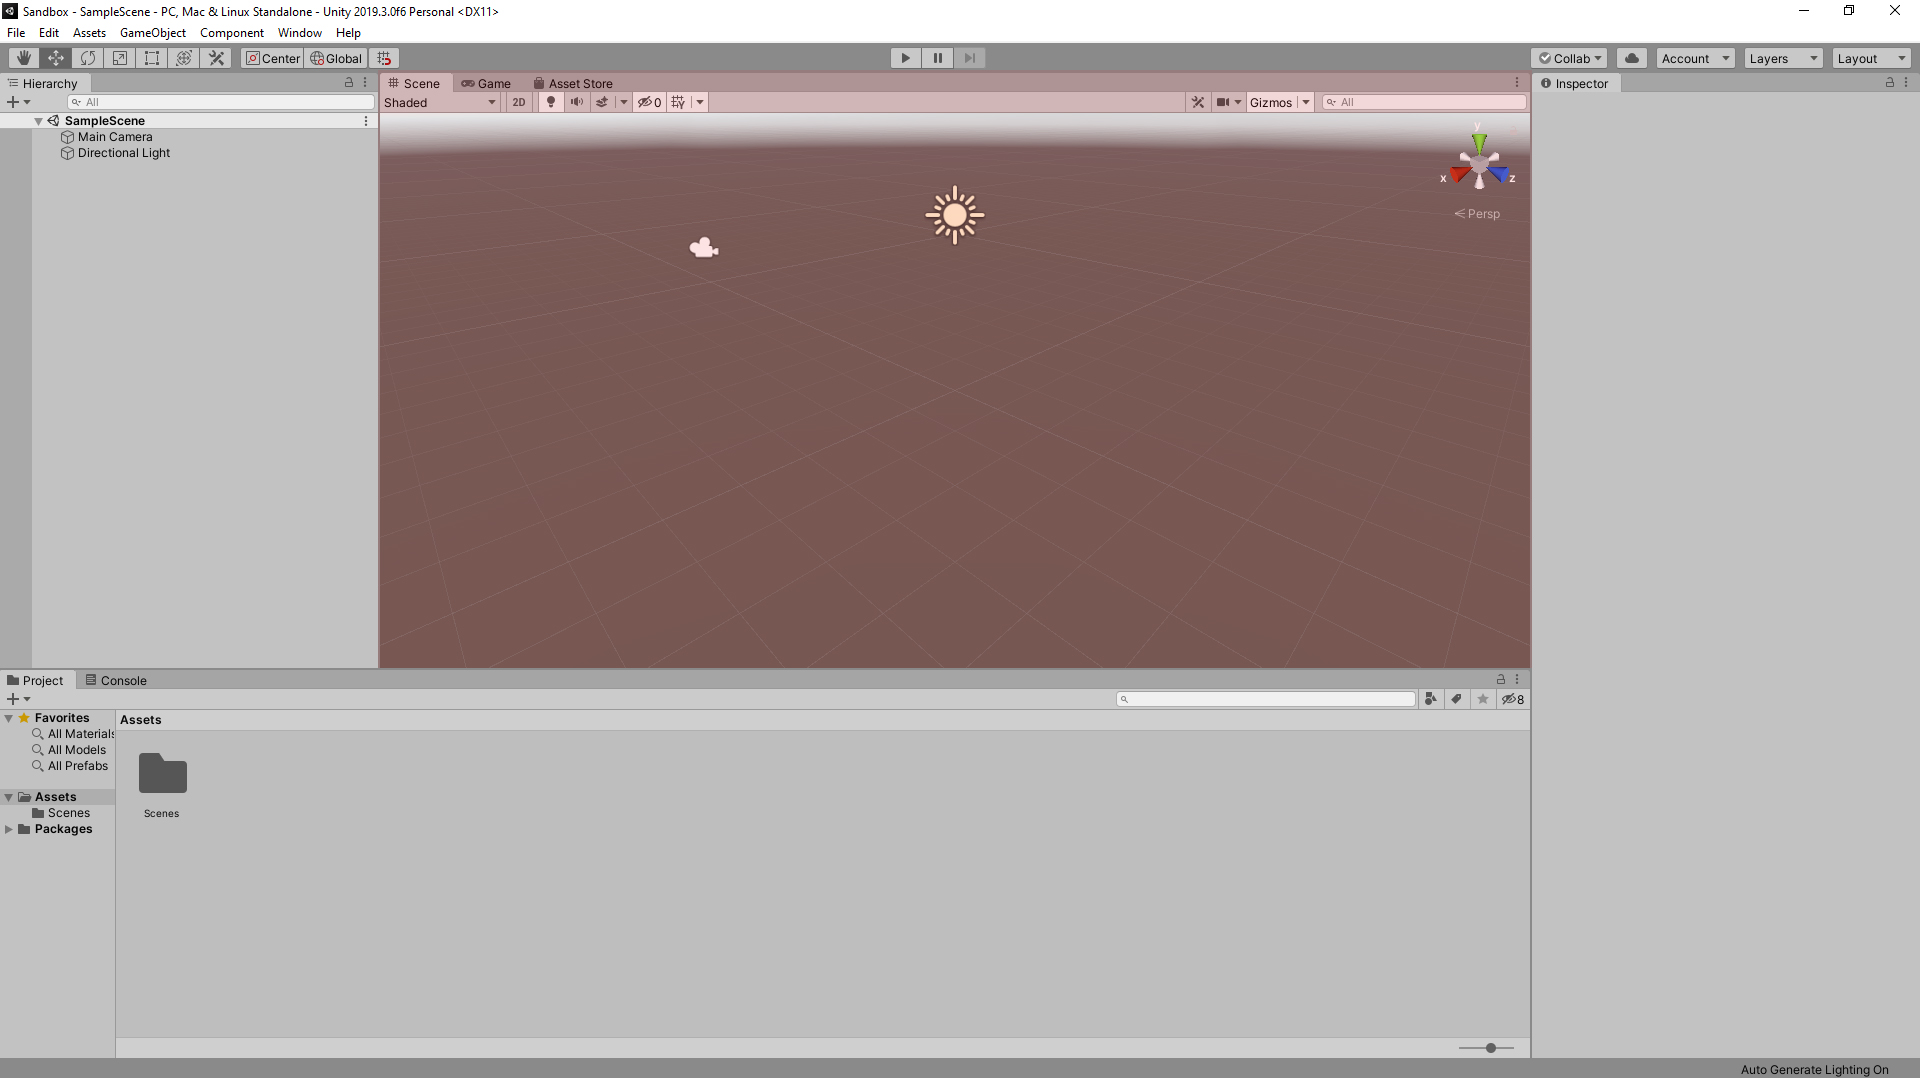 Sandbox - SampleScene - PC, Mac & Linux Standalone - Unity 2019.3.0f6 Personal <DX11>
File Edit Assets GameObject Component Window Help
Center Global Collab Account Layers Layout
Hierarchy
All
SampleScene
Main Camera
Directional Light
Scene Game Asset Store
Shaded 2D 0 Gizmos All
y
x z
Persp
Inspector
Project Console
8
Favorites
All Materials
All Models
All Prefabs
Assets
Scenes
Packages
Assets
Scenes
Auto Generate Lighting On